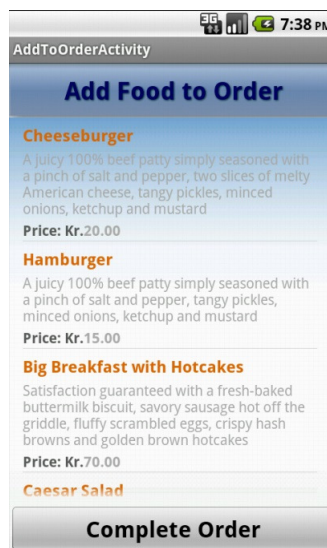 3G
7:38 PM
AddToOrderActivity
Add Food to Order
Cheeseburger
A juicy 100% beef patty simply seasoned with
a pinch of salt and pepper, two slices of melty
American cheese, tangy pickles, minced
onions, ketchup and mustard
Price: Kr.20.00
Hamburger
A juicy 100% beef patty simply seasoned with
a pinch of salt and pepper, tangy pickles,
minced onions, ketchup and mustard
Price: Kr.15.00
Big Breakfast with Hotcakes
Satisfaction guaranteed with a fresh-baked
buttermilk biscuit, savory sausage hot off the
griddle, fluffy scrambled eggs, crispy hash
browns and golden brown hotcakes
Price: Kr.70.00
Caesar Salad
Complete Order